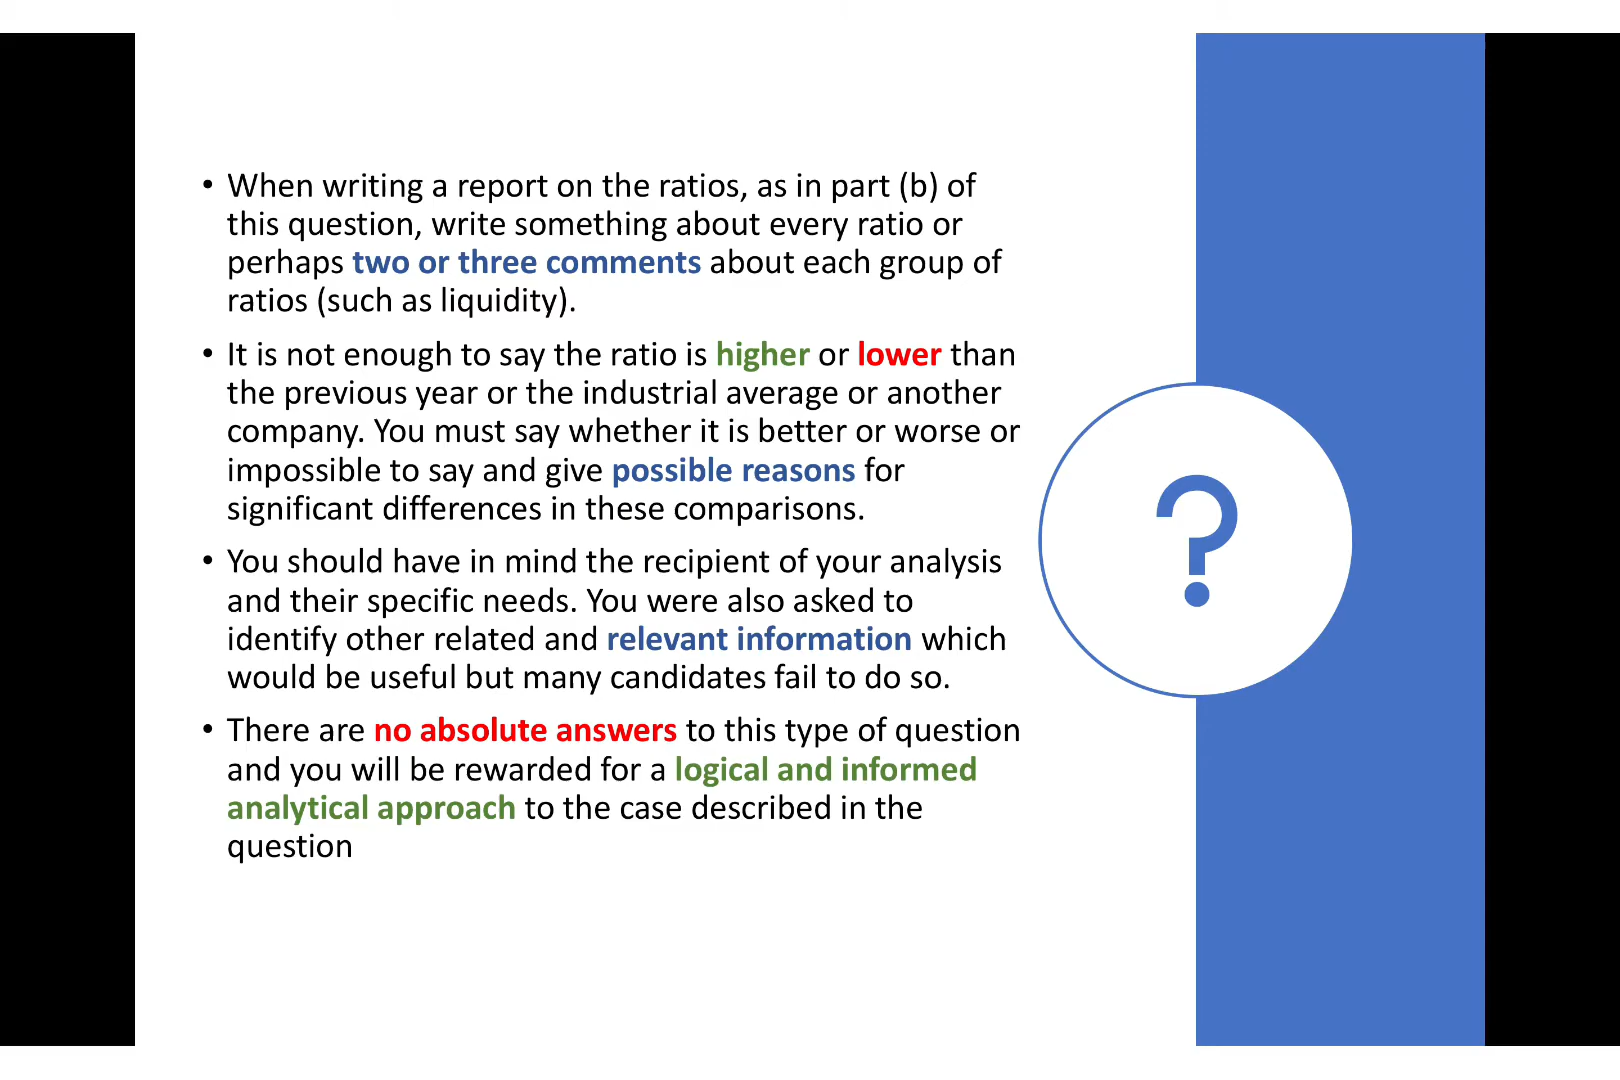 • When writing a report on the ratios, as in part (b) of
this question, write something about every ratio or
perhaps two or three comments about each group of
ratios (such as liquidity).
• It is not enough to say the ratio is higher or lower than
the previous year or the industrial average or another
company. You must say whether it is better or worse or
impossible to say and give possible reasons for
significant differences in these comparisons.
• You should have in mind the recipient of your analysis
and their specific needs. You were also asked to
identify other related and relevant information which
would be useful but many candidates fail to do so.
• There are no absolute answers to this type of question
and you will be rewarded for a logical and informed
analytical approach to the case described in the
question
?